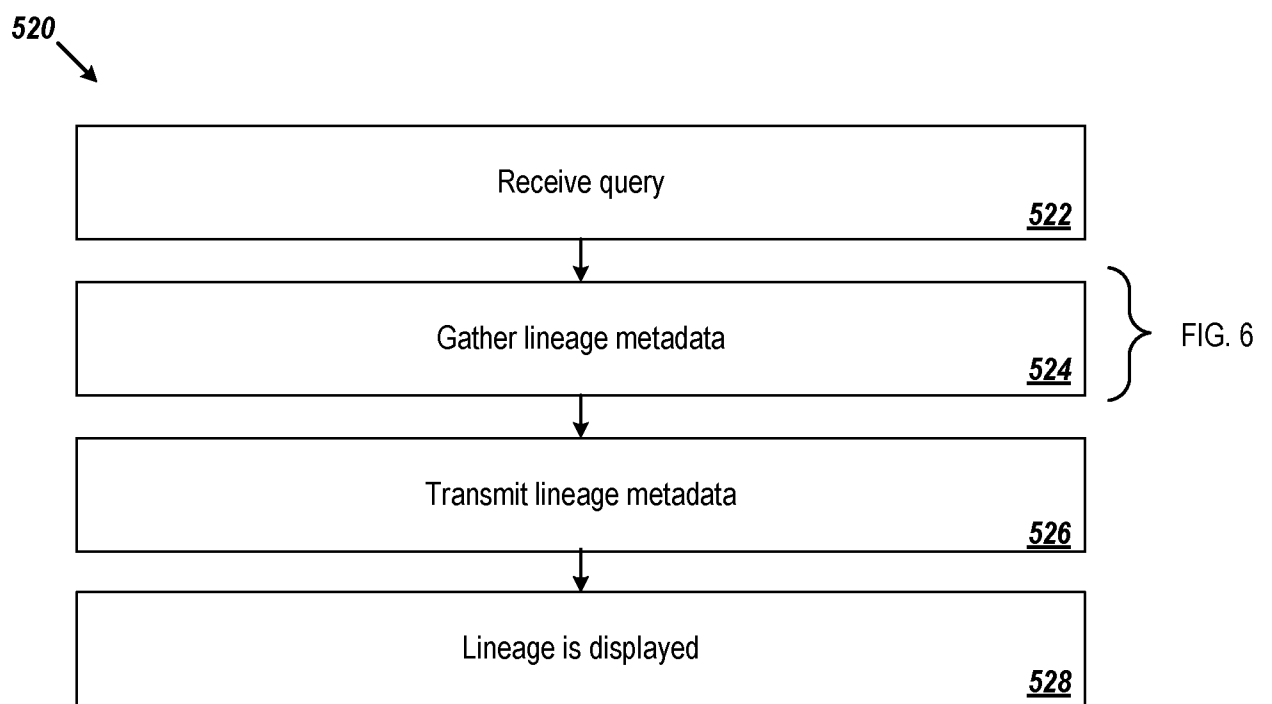 520
Receive query
522
Gather lineage metadata
524
FIG. 6
Transmit lineage metadata
526
Lineage is displayed
528